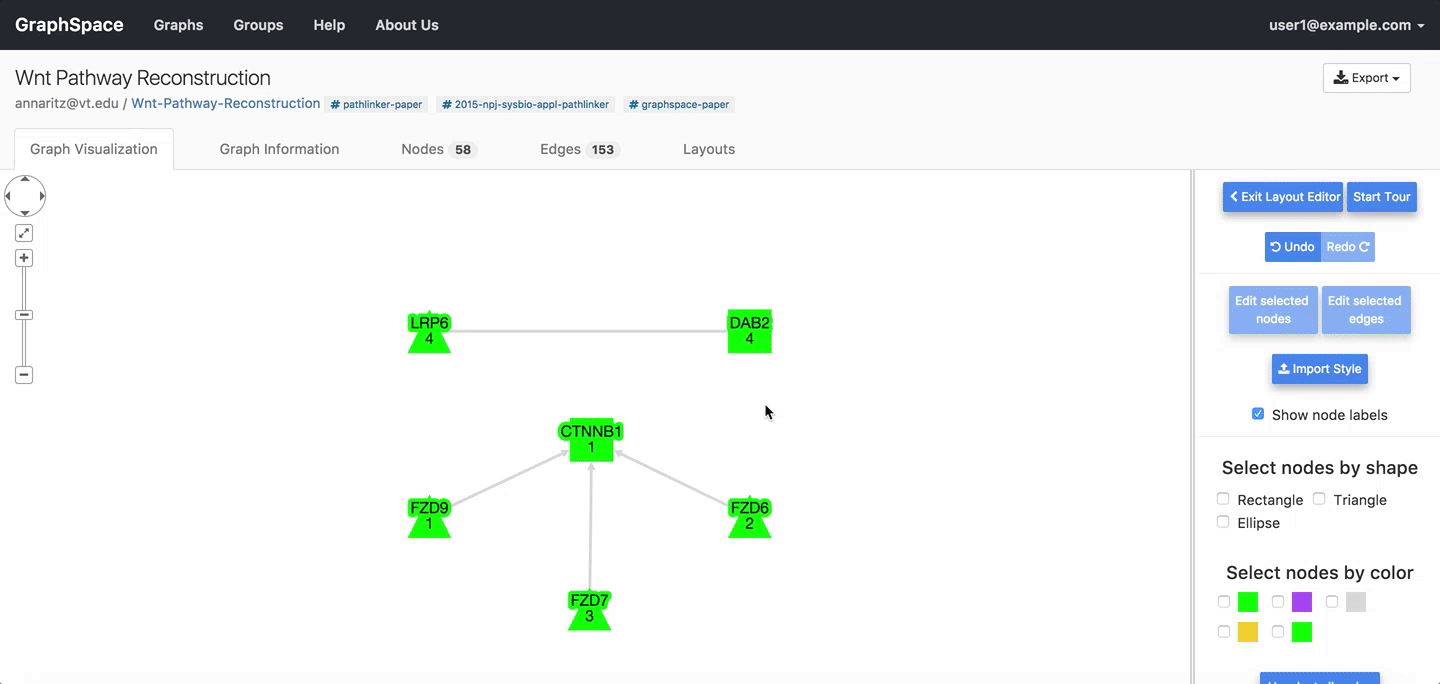 GraphSpace Graphs Groups Help About Us user1@example.com
Wnt Pathway Reconstruction
Export
annaritz@vt.edu / Wnt-Pathway-Reconstruction # pathlinker-paper # 2015-npj-sysbio-appl-pathlinker # graphspace-paper
Graph Visualization Graph Information Nodes 58 Edges 153 Layouts
Exit Layout Editor Start Tour
Undo Redo
Edit selected nodes
Edit selected edges
Import Style
Show node labels
Select nodes by shape
Rectangle Triangle
Ellipse
Select nodes by color
LRP6
4
DAB2
4
CTNNB1
1
FZD9
1
FZD6
2
FZD7
3